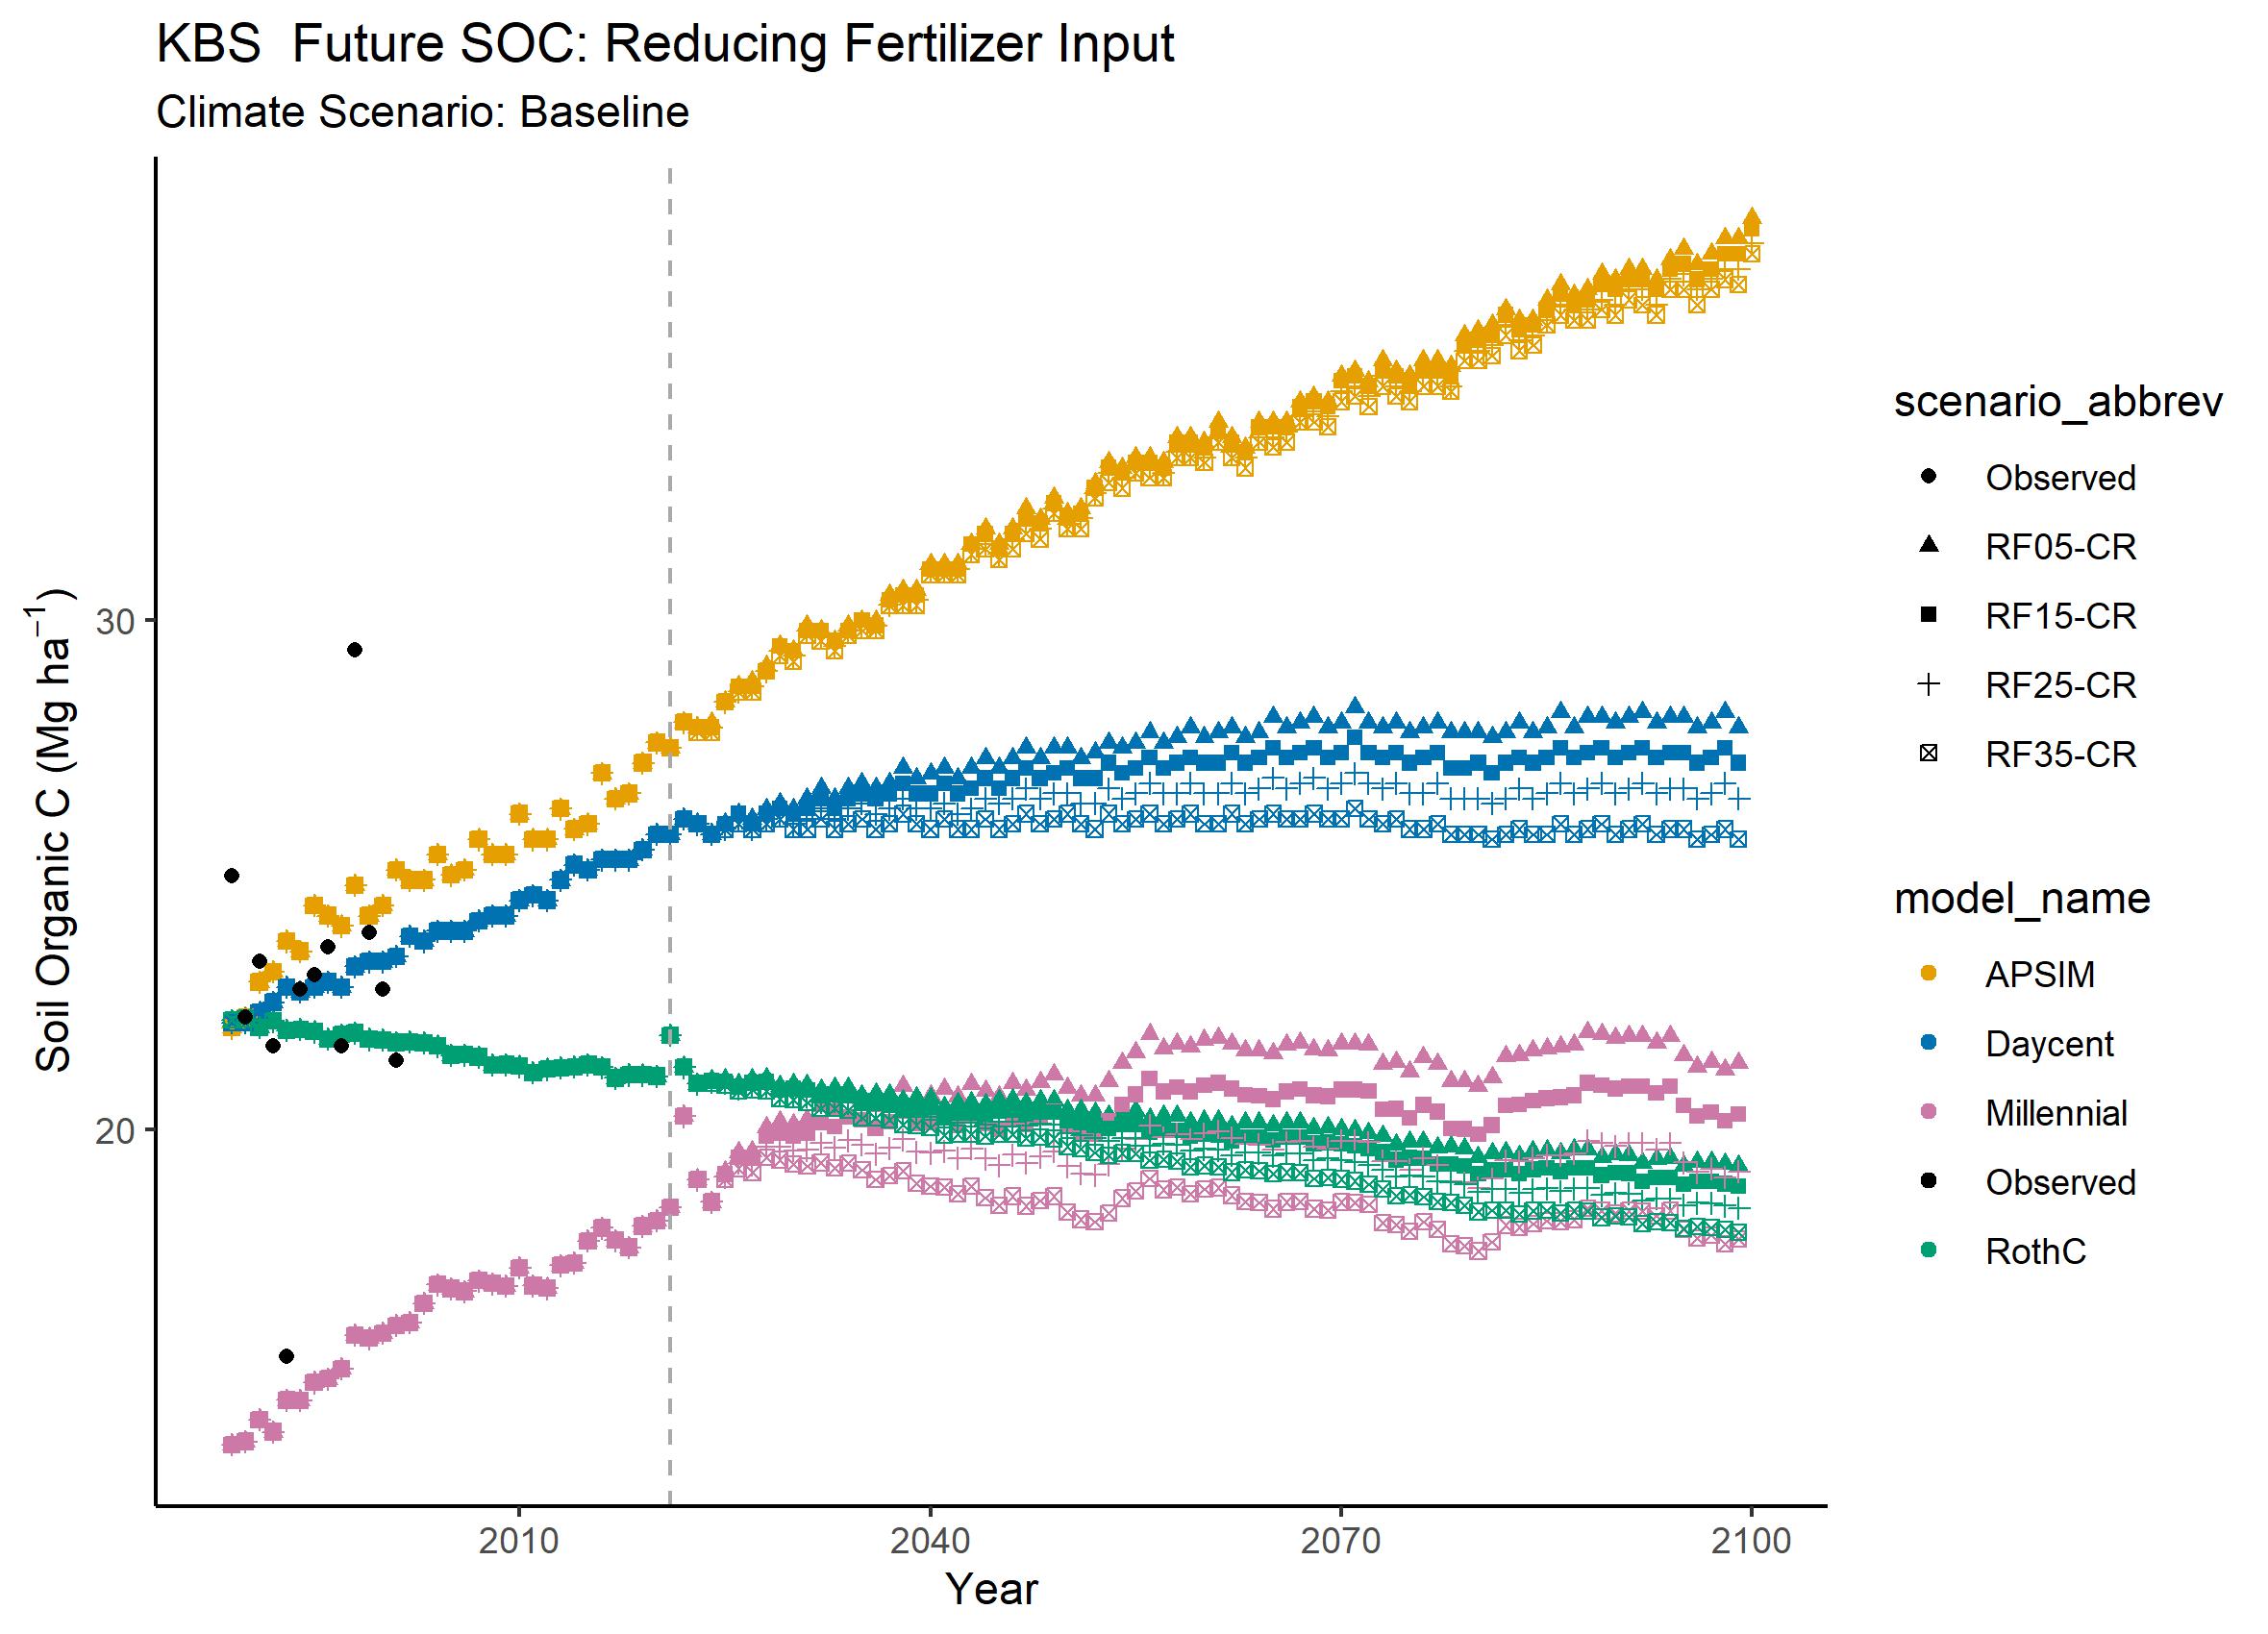 KBS  Future SOC: Reducing Fertilizer Input
Climate Scenario: Baseline
Soil Organic C (Mg ha⁻¹)
30
20
2010
2040
2070
2100
Year
scenario_abbrev
Observed
RF05-CR
RF15-CR
RF25-CR
RF35-CR
model_name
APSIM
Daycent
Millennial
Observed
RothC